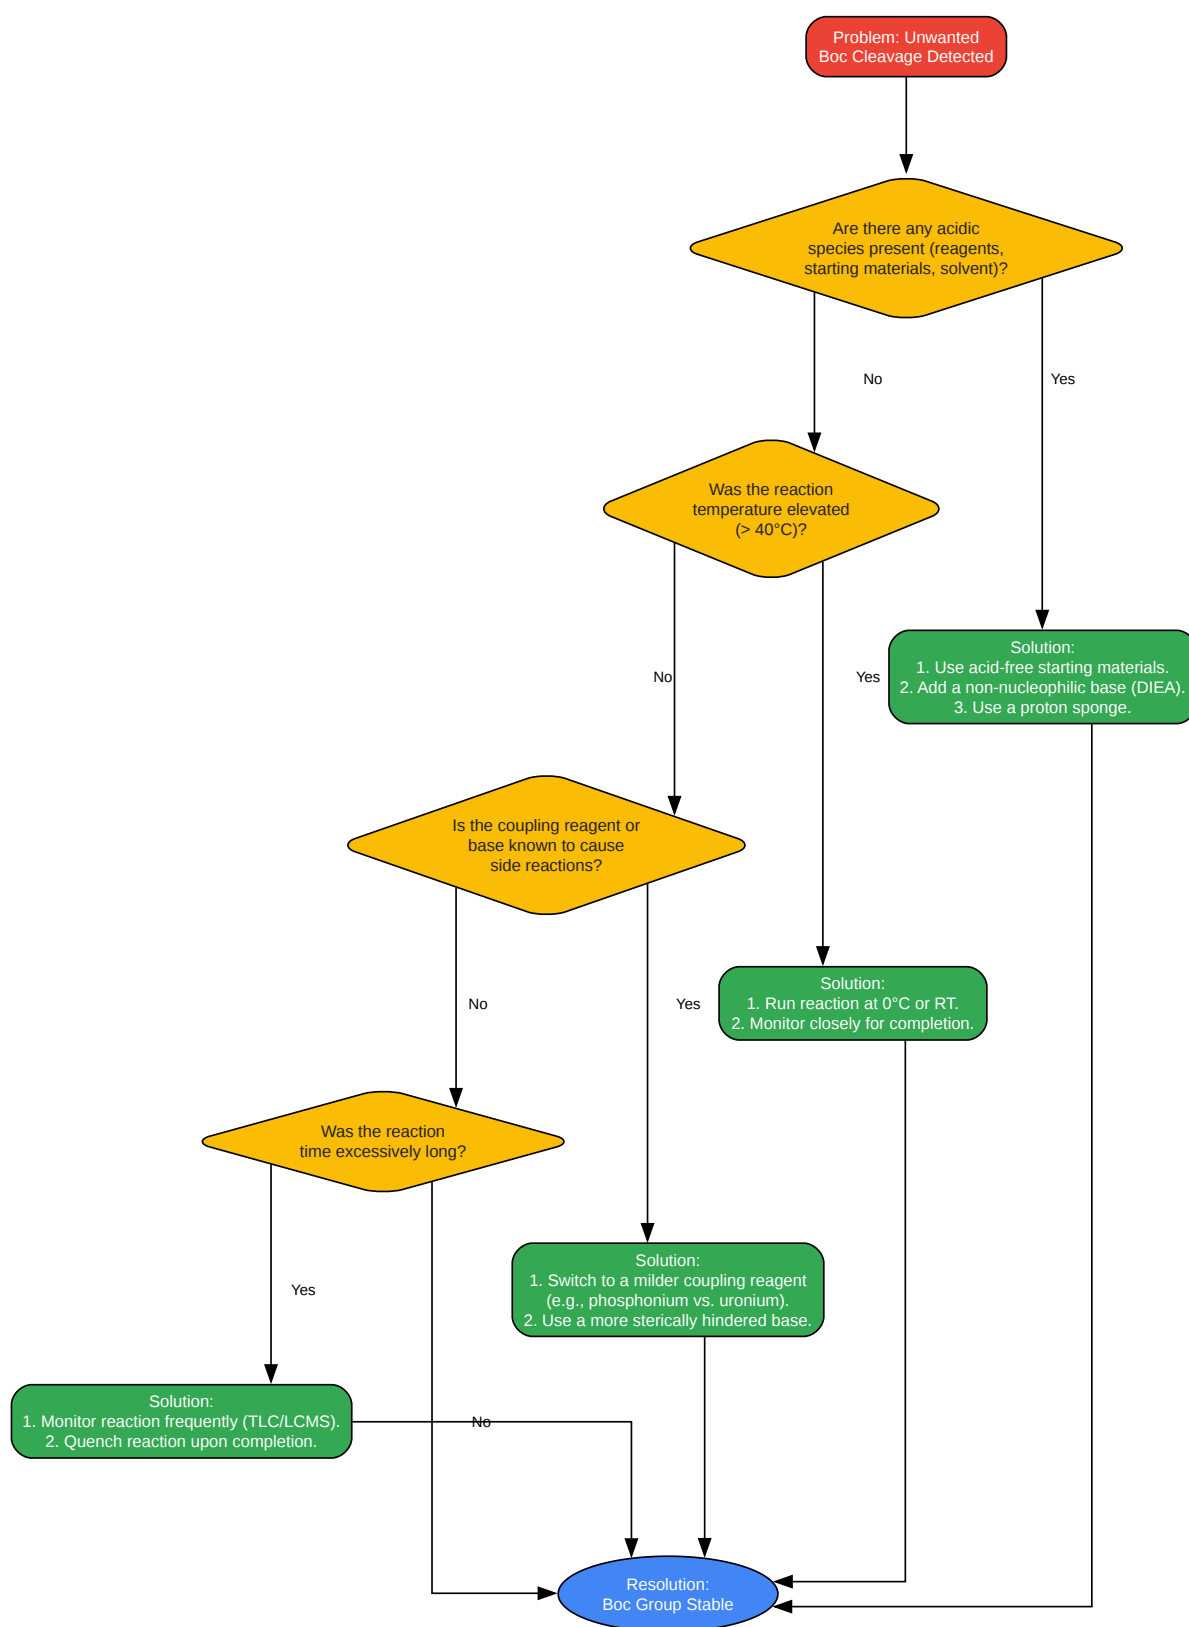 Problem: Unwanted
Boc Cleavage Detected
Are there any acidic
species present (reagents,
starting materials, solvent)?
No
Yes
Was the reaction
temperature elevated
(> 40°C)?
No
Yes
Solution:
1. Use acid-free starting materials.
2. Add a non-nucleophilic base (DIEA).
3. Use a proton sponge.
Is the coupling reagent or
base known to cause
side reactions?
No
Yes
Solution:
1. Run reaction at 0°C or RT.
2. Monitor closely for completion.
Was the reaction
time excessively long?
Yes
No
Solution:
1. Switch to a milder coupling reagent
(e.g., phosphonium vs. uronium).
2. Use a more sterically hindered base.
Solution:
1. Monitor reaction frequently (TLC/LCMS).
2. Quench reaction upon completion.
Resolution:
Boc Group Stable